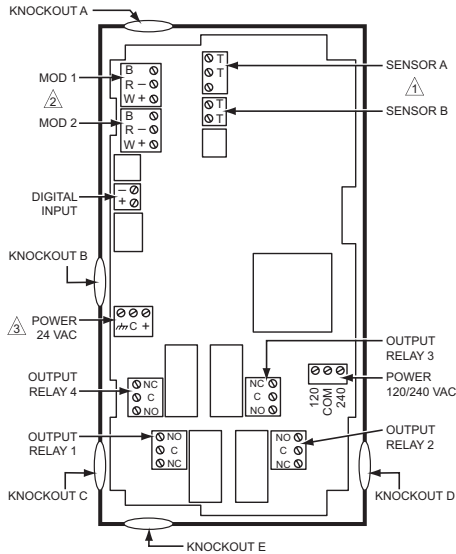 KNOCKOUT A
MOD 1
2
MOD 2
B
R –
W +
B
R –
W +
T
T
T
T
SENSOR A
1
SENSOR B
DIGITAL
INPUT
–
+
KNOCKOUT B
3 POWER
24 VAC
C +
OUTPUT
RELAY 3
POWER
120/240 VAC
120
COM
240
OUTPUT
RELAY 4
NC
C
NO
NC
C
NO
OUTPUT
RELAY 1
NO
C
NC
NO
C
NC
OUTPUT
RELAY 2
KNOCKOUT C
KNOCKOUT D
KNOCKOUT E